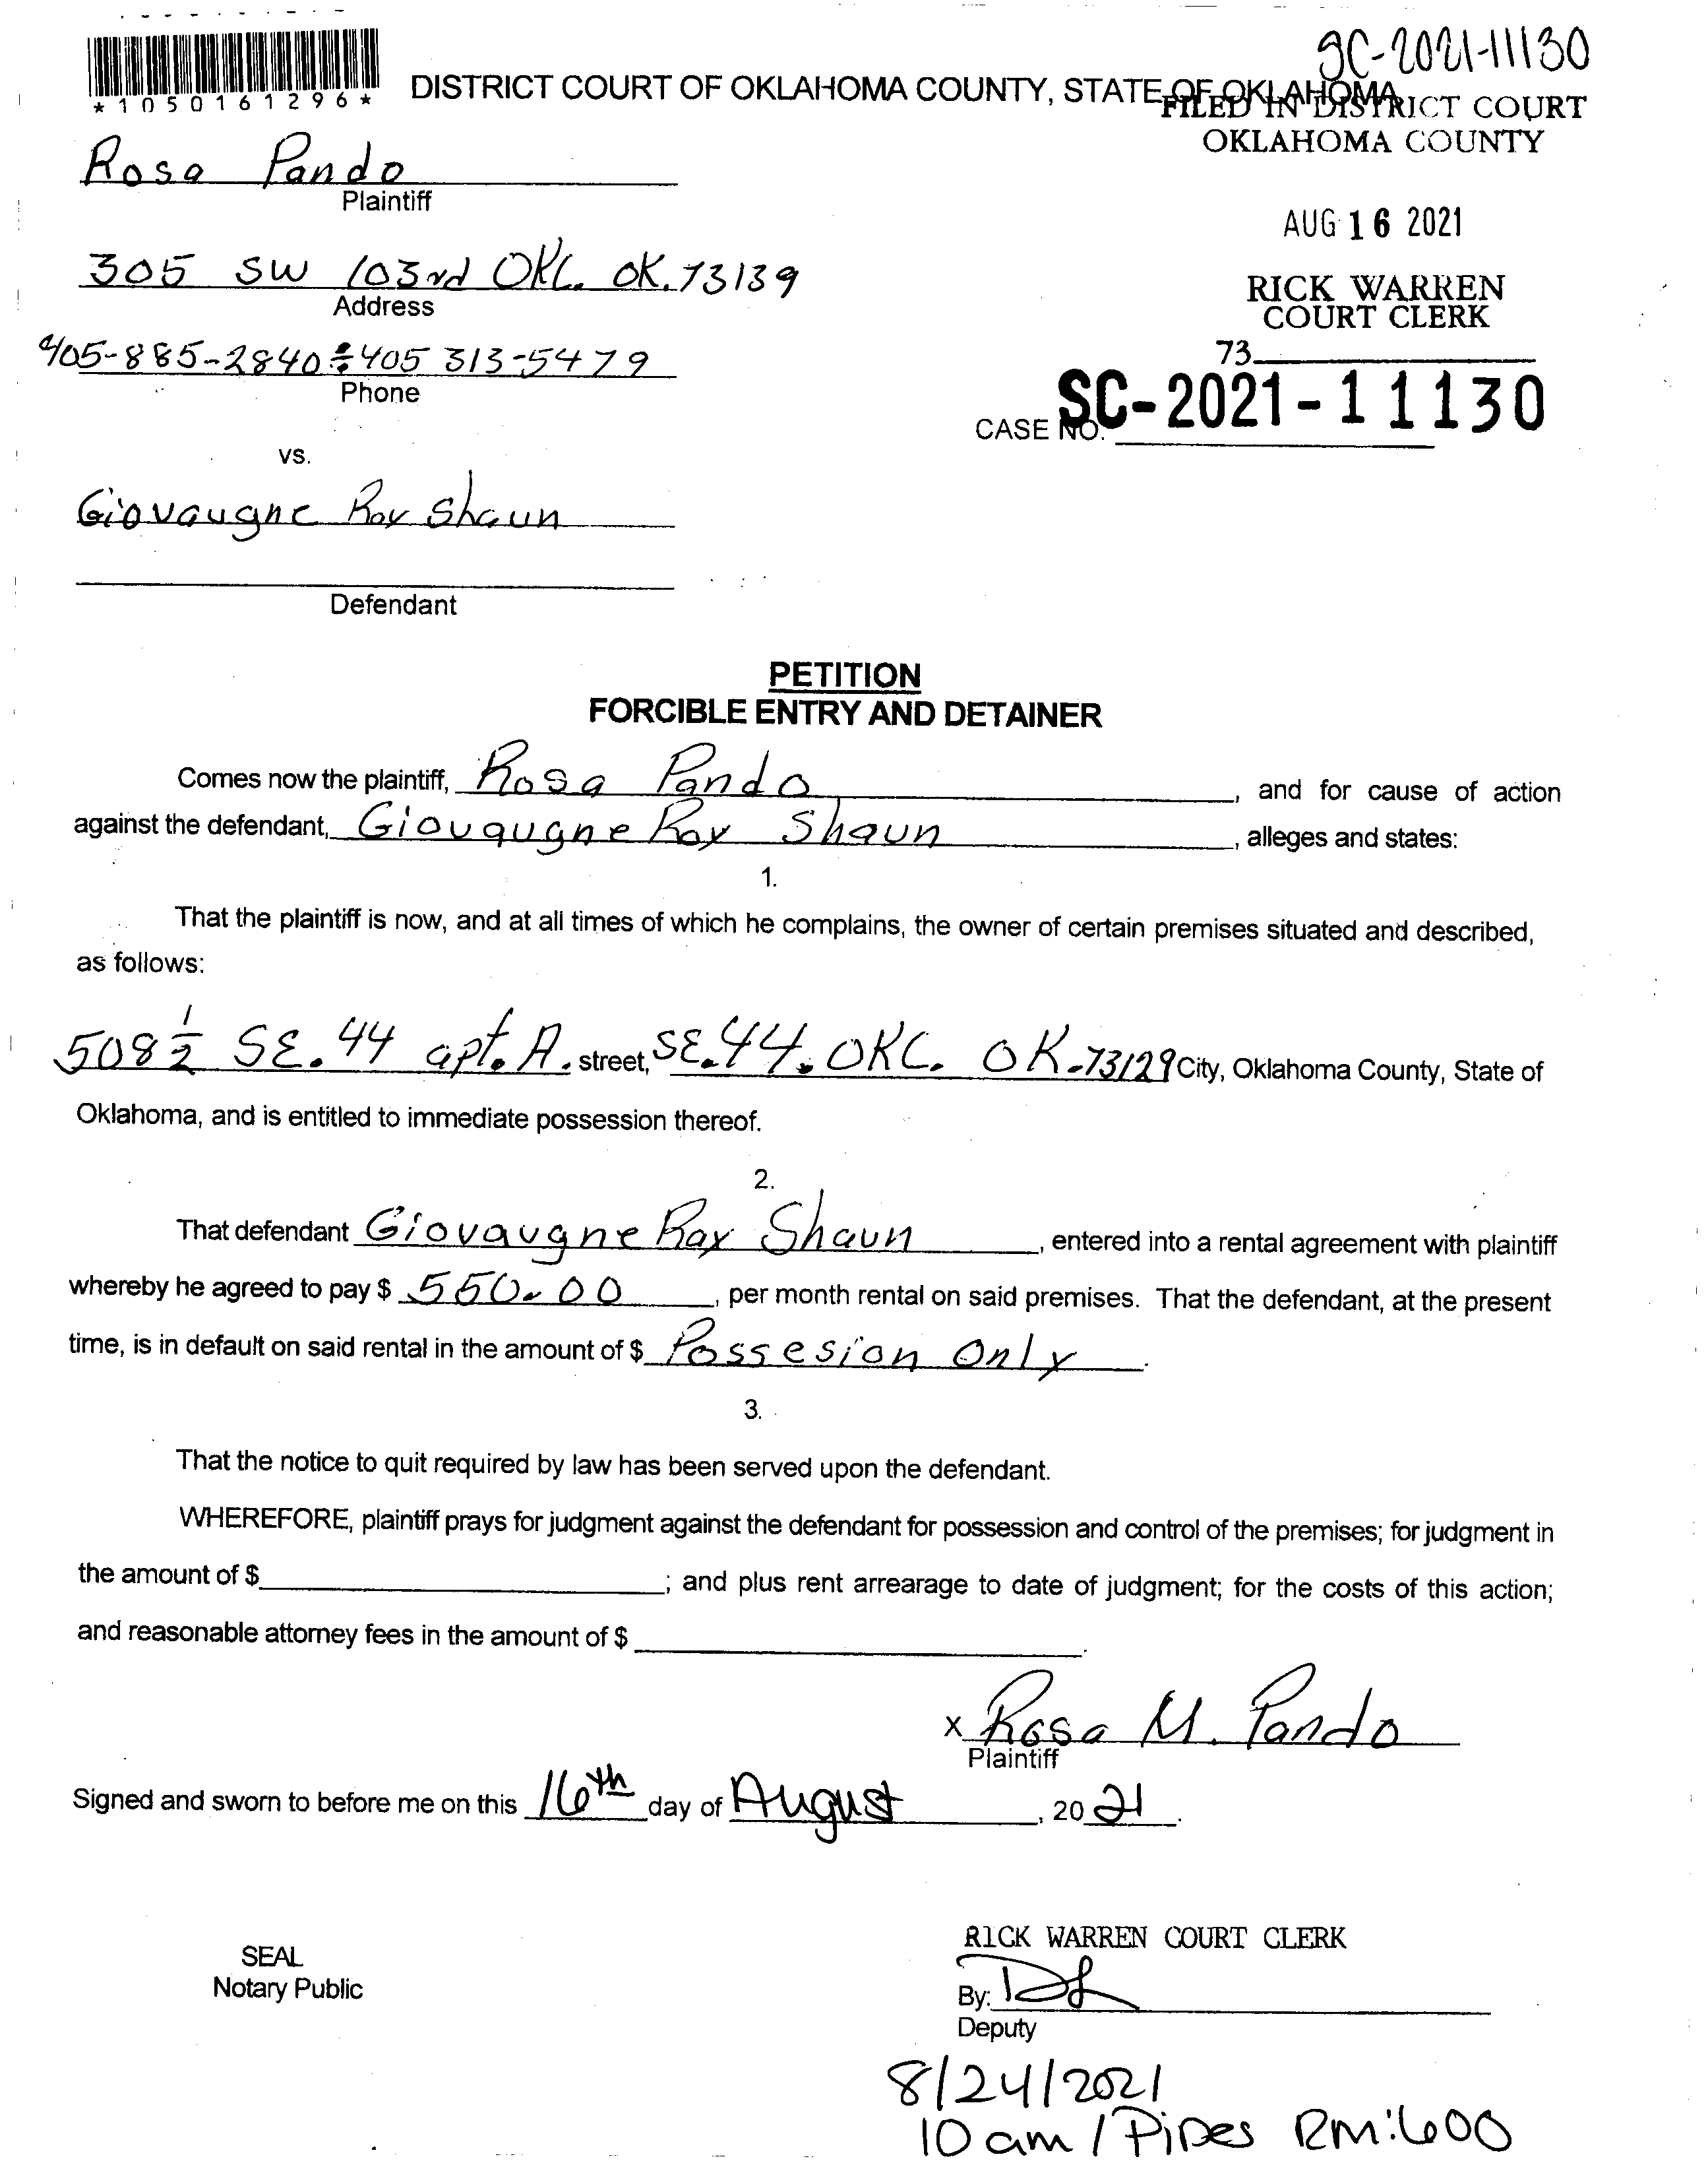 SC-2021-11130
*1050161296*
DISTRICT COURT OF OKLAHOMA COUNTY, STATE OF OKLAHOMA
FILED IN DISTRICT COURT
OKLAHOMA COUNTY
Rosa Pando
Plaintiff
AUG 16 2021
305 SW 103rd OKC. OK. 73139
Address
RICK WARREN
COURT CLERK
405-885-2840 405 313-5479
Phone
73
CASE NO. SC-2021-11130
vs.
Giovaugne Ray Shaun
Defendant
PETITION
FORCIBLE ENTRY AND DETAINER
Comes now the plaintiff, Rosa Pando, and for cause of action
against the defendant, Giovaugne Ray Shaun, alleges and states:
1.
That the plaintiff is now, and at all times of which he complains, the owner of certain premises situated and described,
as follows:
508 1/2 SE. 44 apt. A. street, SE. 44. OKC. OK. 73129 City, Oklahoma County, State of
Oklahoma, and is entitled to immediate possession thereof.
2.
That defendant Giovaugne Ray Shaun, entered into a rental agreement with plaintiff
whereby he agreed to pay $ 550.00, per month rental on said premises. That the defendant, at the present
time, is in default on said rental in the amount of $ Possesion Only.
3.
That the notice to quit required by law has been served upon the defendant.
WHEREFORE, plaintiff prays for judgment against the defendant for possession and control of the premises; for judgment in
the amount of $ ; and plus rent arrearage to date of judgment; for the costs of this action;
and reasonable attorney fees in the amount of $ .
x Rosa M. Pando
Plaintiff
Signed and sworn to before me on this 16th day of August, 2021.
RICK WARREN COURT CLERK
SEAL
Notary Public
By:
Deputy
8/24/2021
10 am / Pipes RM: 600